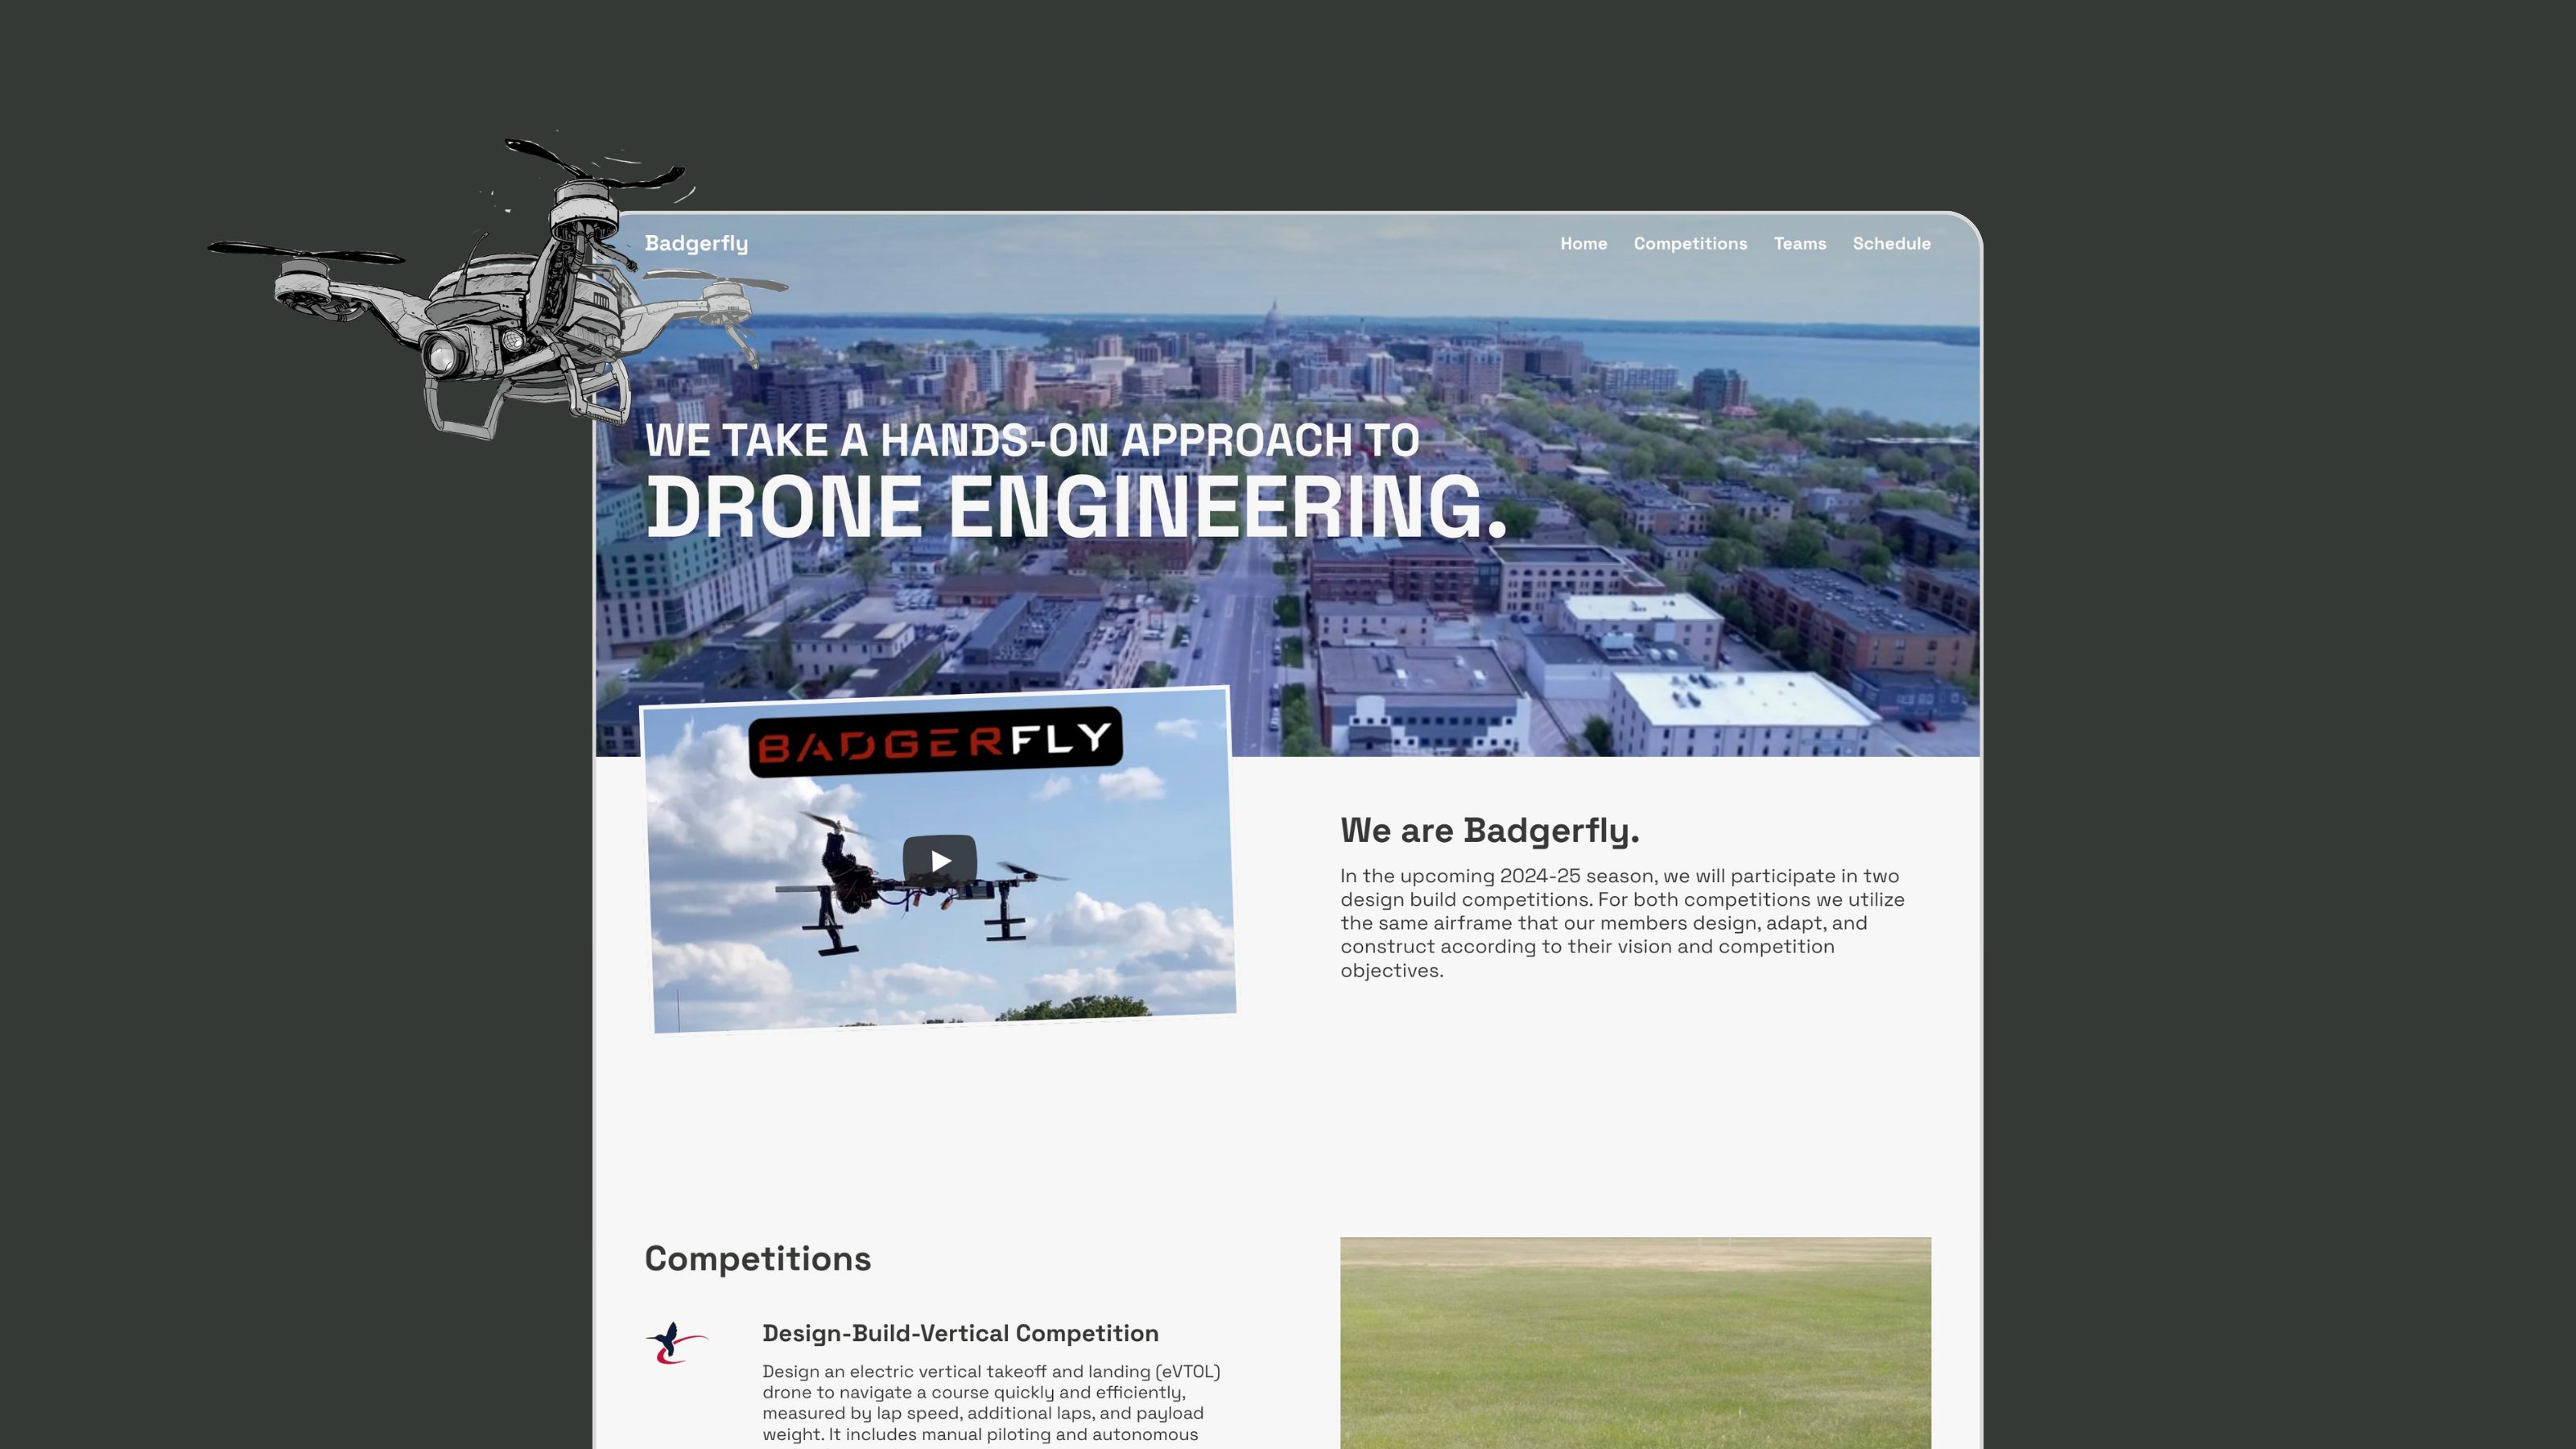 Badgerfly
Home Competitions Teams Schedule
WE TAKE A HANDS-ON APPROACH TO
DRONE ENGINEERING.
BADGERFLY
We are Badgerfly.
In the upcoming 2024-25 season, we will participate in two
design build competitions. For both competitions we utilize
the same airframe that our members design, adapt, and
construct according to their vision and competition
objectives.
Competitions
Design-Build-Vertical Competition
Design an electric vertical takeoff and landing (eVTOL)
drone to navigate a course quickly and efficiently,
measured by lap speed, additional laps, and payload
weight. It includes manual piloting and autonomous